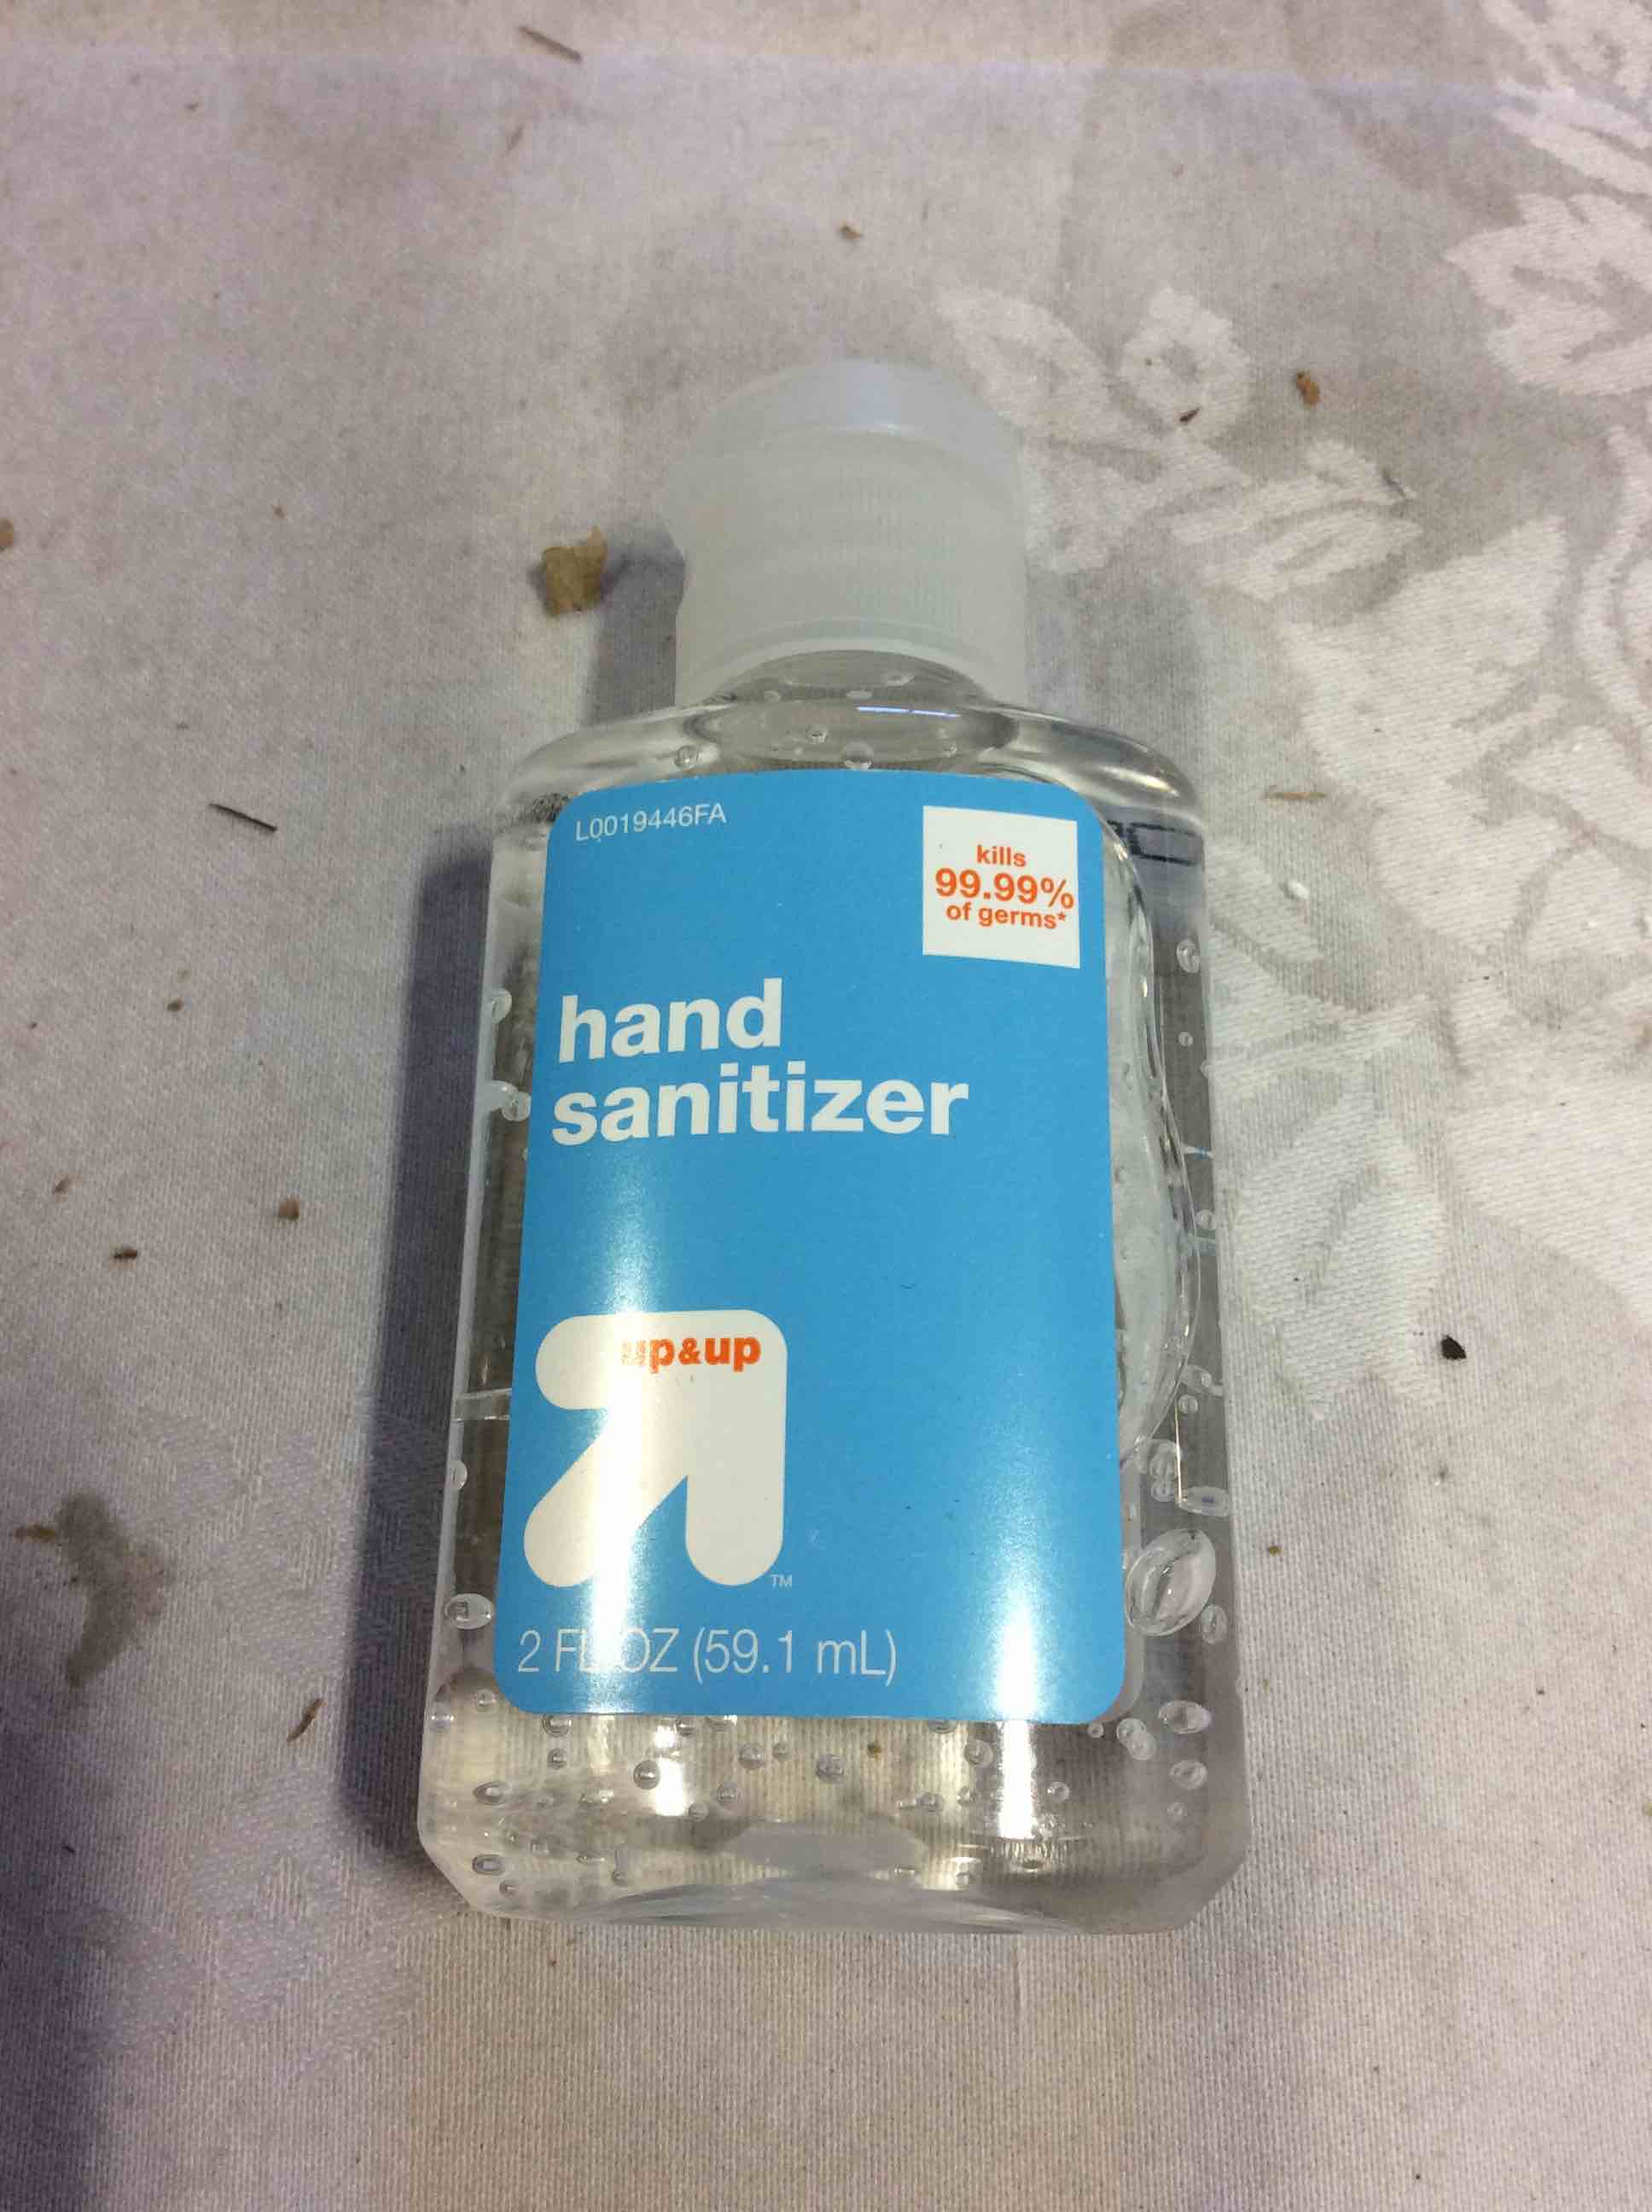 L0019446FA
kills
99.99%
of germs*
hand
sanitizer
up&up
TM
2 FL OZ (59.1 mL)